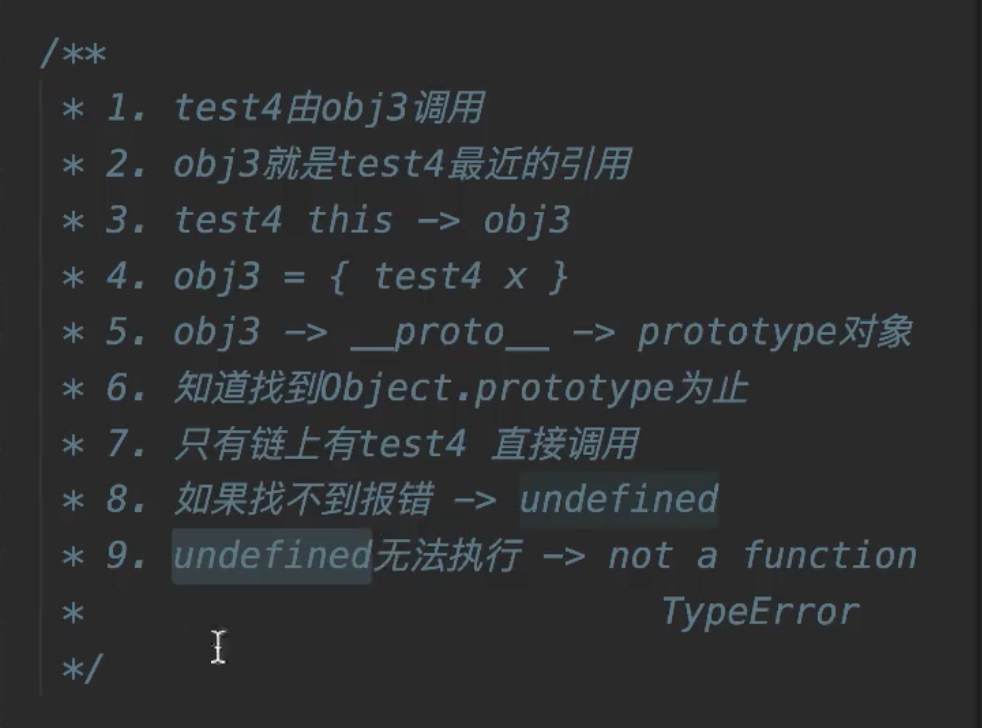 /**
* 1. test4由obj3调用
* 2. obj3就是test4最近的引用
* 3. test4 this -> obj3
* 4. obj3 = { test4 x }
* 5. obj3 -> __proto__ -> prototype对象
* 6. 知道找到Object.prototype为止
* 7. 只有链上有test4 直接调用
* 8. 如果找不到报错 -> undefined
* 9. undefined无法执行 -> not a function
* TypeError
*/